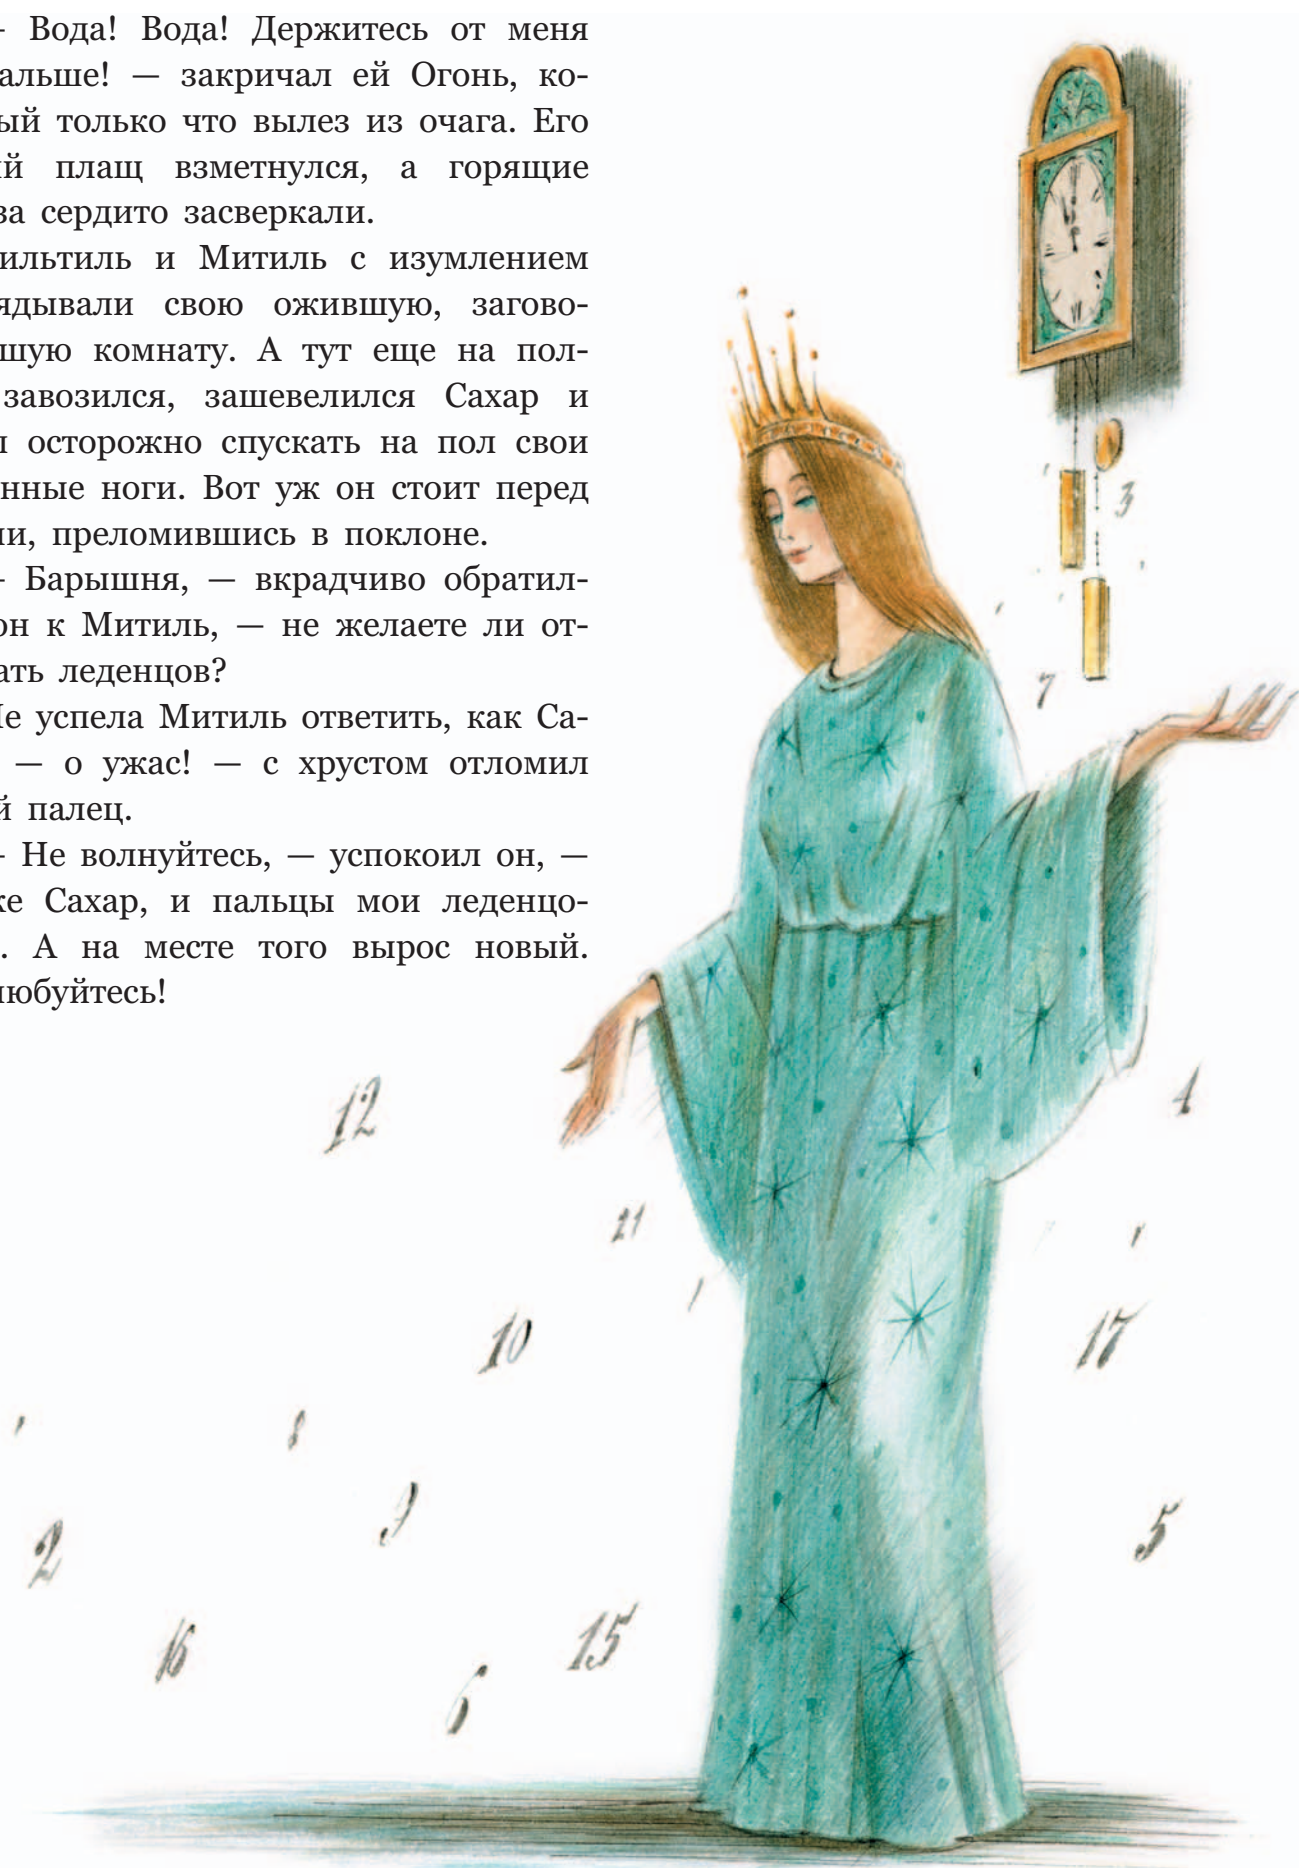 - Вода! Вода! Держитесь от меня
альше! — закричал ей Огонь, ко-
ый только что вылез из очага. Его
й плащ взметнулся, а горящие
за сердито засверкали.
ильтиль и Митиль с изумлением
ядывали свою ожившую, загово-
шую комнату. А тут еще на пол-
завозился, зашевелился Сахар и
л осторожно спускать на пол свои
нные ноги. Вот уж он стоит перед
ми, преломившись в поклоне.
- Барышня, — вкрадчиво обратил-
он к Митиль, — не желаете ли от-
ать леденцов?
Не успела Митиль ответить, как Са-
— о ужас! — с хрустом отломил
й палец.
- Не волнуйтесь, — успокоил он, —
же Сахар, и пальцы мои леденцо-
. А на месте того вырос новый.
любуйтесь!
3
7
12
4
21
10
17
8
9
2
5
16
15
6